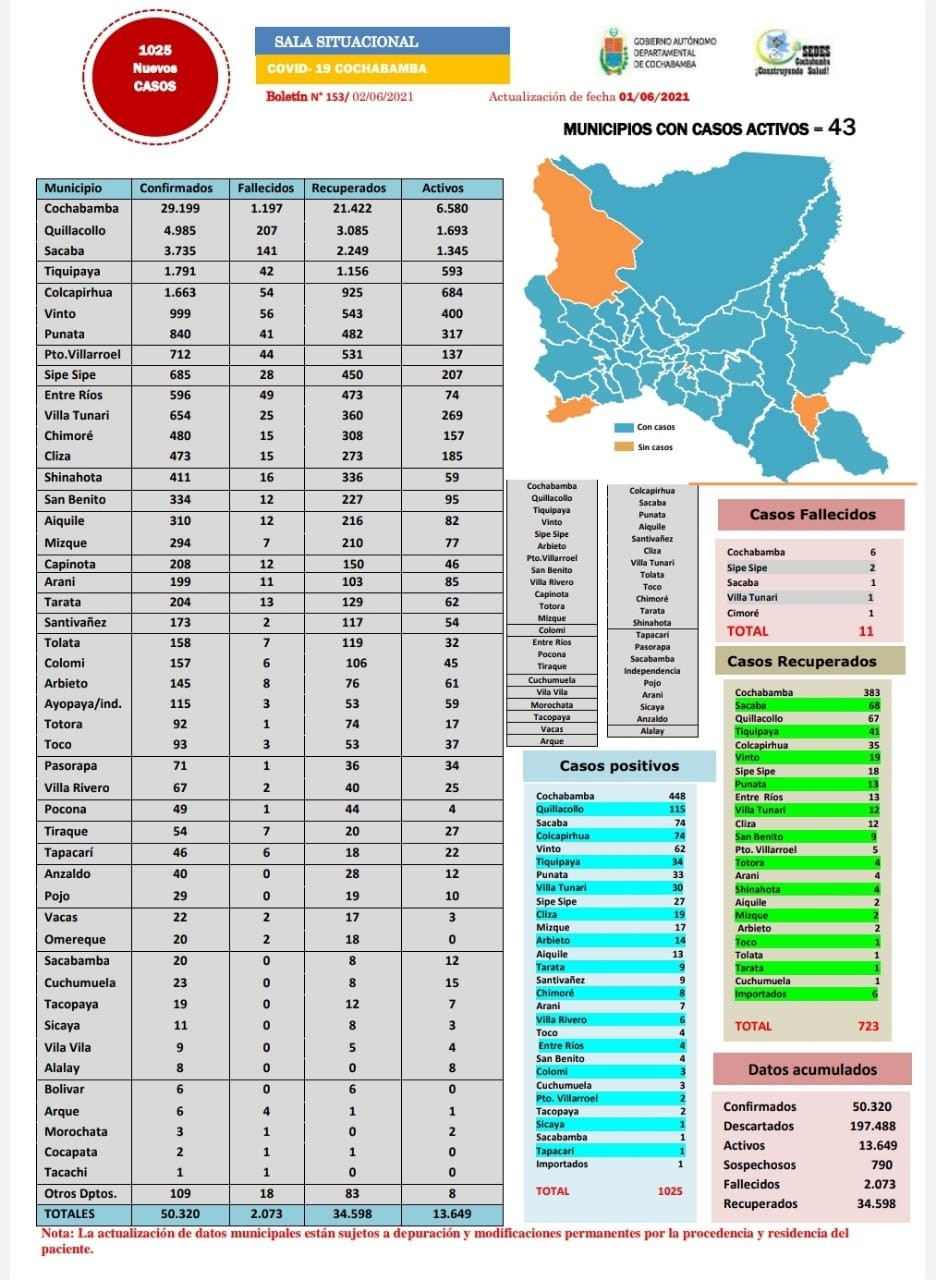 1025
Nuevos
CASOS
SALA SITUACIONAL
COVID- 19 COCHABAMBA
Boletín N° 153/ 02/06/2021
Actualización de fecha 01/06/2021
GOBIERNO AUTÓNOMO
DEPARTAMENTAL
DE COCHABAMBA
SEDES
Cochabamba
¡Construyendo Salud!
MUNICIPIOS CON CASOS ACTIVOS = 43
Municipio Confirmados Fallecidos Recuperados Activos
Cochabamba 29.199 1.197 21.422 6.580
Quillacollo 4.985 207 3.085 1.693
Sacaba 3.735 141 2.249 1.345
Tiquipaya 1.791 42 1.156 593
Colcapirhua 1.663 54 925 684
Vinto 999 56 543 400
Punata 840 41 482 317
Pto.Villarroel 712 44 531 137
Sipe Sipe 685 28 450 207
Entre Ríos 596 49 473 74
Villa Tunari 654 25 360 269
Chimoré 480 15 308 157
Cliza 473 15 273 185
Shinahota 411 16 336 59
San Benito 334 12 227 95
Aiquile 310 12 216 82
Mizque 294 7 210 77
Capinota 208 12 150 46
Arani 199 11 103 85
Tarata 204 13 129 62
Santivañez 173 2 117 54
Tolata 158 7 119 32
Colomi 157 6 106 45
Arbieto 145 8 76 61
Ayopaya/ind. 115 3 53 59
Totora 92 1 74 17
Toco 93 3 53 37
Pasorapa 71 1 36 34
Villa Rivero 67 2 40 25
Pocona 49 1 44 4
Tiraque 54 7 20 27
Tapacarí 46 6 18 22
Anzaldo 40 0 28 12
Pojo 29 0 19 10
Vacas 22 2 17 3
Omereque 20 2 18 0
Sacabamba 20 0 8 12
Cuchumuela 23 0 8 15
Tacopaya 19 0 12 7
Sicaya 11 0 8 3
Vila Vila 9 0 5 4
Alalay 8 0 0 8
Bolivar 6 0 6 0
Arque 6 4 1 1
Morochata 3 1 0 2
Cocapata 2 1 1 0
Tacachi 1 1 0 0
Otros Dptos. 109 18 83 8
TOTALES 50.320 2.073 34.598 13.649
Con casos
Sin casos
Cochabamba
Quillacollo
Tiquipaya
Vinto
Sipe Sipe
Arbieto
Pto.Villarroel
San Benito
Villa Rivero
Capinota
Totora
Mizque
Colomi
Entre Ríos
Pocona
Tiraque
Cuchumuela
Vila Vila
Morochata
Tacopaya
Vacas
Arque
Colcapirhua
Sacaba
Punata
Aiquile
Santivañez
Cliza
Villa Tunari
Tolata
Toco
Chimoré
Tarata
Shinahota
Tapacarí
Pasorapa
Sacabamba
Independencia
Pojo
Arani
Sicaya
Anzaldo
Alalay
Casos positivos
Cochabamba 448
Quillacollo 115
Sacaba 74
Colcapirhua 74
Vinto 62
Tiquipaya 34
Punata 33
Villa Tunari 30
Sipe Sipe 27
Cliza 19
Mizque 17
Arbieto 14
Aiquile 13
Tarata 9
Santivañez 9
Chimoré 8
Arani 7
Villa Rivero 6
Toco 4
Entre Ríos 4
San Benito 4
Colomi 3
Cuchumuela 3
Pto. Villarroel 2
Tacopaya 2
Sicaya 1
Sacabamba 1
Tapacarí 1
Importados 1
TOTAL 1025
Casos Fallecidos
Cochabamba 6
Sipe Sipe 2
Sacaba 1
Villa Tunari 1
Cimoré 1
TOTAL 11
Casos Recuperados
Cochabamba 383
Sacaba 68
Quillacollo 67
Tiquipaya 41
Colcapirhua 35
Vinto 19
Sipe Sipe 18
Punata 13
Entre Ríos 13
Villa Tunari 12
Cliza 12
San Benito 9
Pto. Villarroel 5
Totora 4
Arani 4
Shinahota 4
Aiquile 2
Mizque 2
Arbieto 2
Toco 1
Tolata 1
Tarata 1
Cuchumuela 1
Importados 6
TOTAL 723
Datos acumulados
Confirmados 50.320
Descartados 197.488
Activos 13.649
Sospechosos 790
Fallecidos 2.073
Recuperados 34.598
Nota: La actualización de datos municipales están sujetos a depuración y modificaciones permanentes por la procedencia y residencia del
paciente.